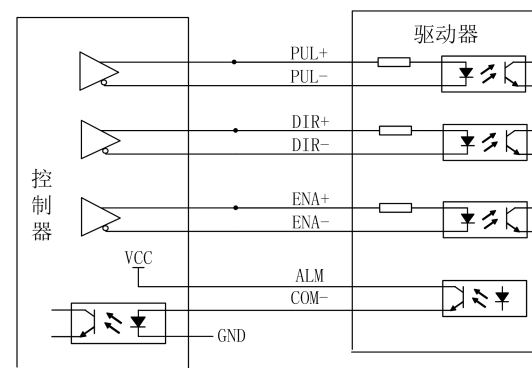 驱动器
PUL+
PUL-
DIR+
DIR-
控制器
ENA+
ENA-
VCC
ALM
COM-
GND